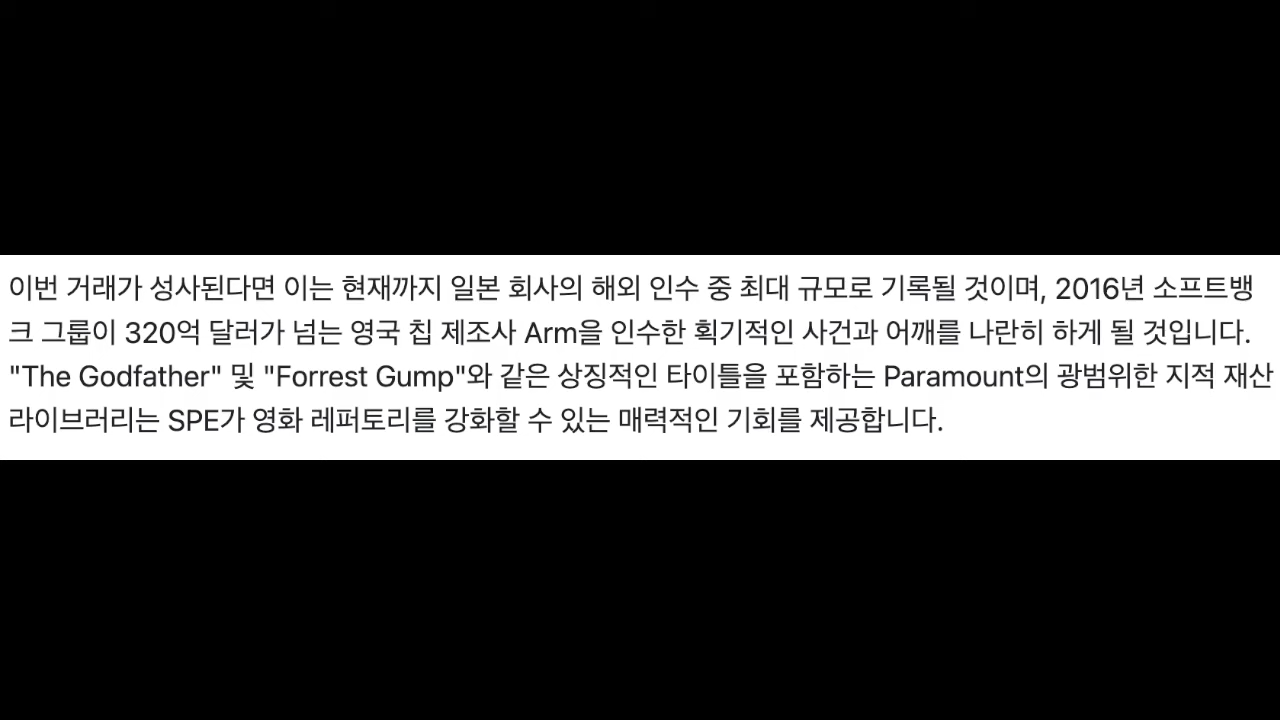 이번 거래가 성사된다면 이는 현재까지 일본 회사의 해외 인수 중 최대 규모로 기록될 것이며, 2016년 소프트뱅
크 그룹이 320억 달러가 넘는 영국 칩 제조사 Arm을 인수한 획기적인 사건과 어깨를 나란히 하게 될 것입니다.
"The Godfather" 및 "Forrest Gump"와 같은 상징적인 타이틀을 포함하는 Paramount의 광범위한 지적 재산
라이브러리는 SPE가 영화 레퍼토리를 강화할 수 있는 매력적인 기회를 제공합니다.